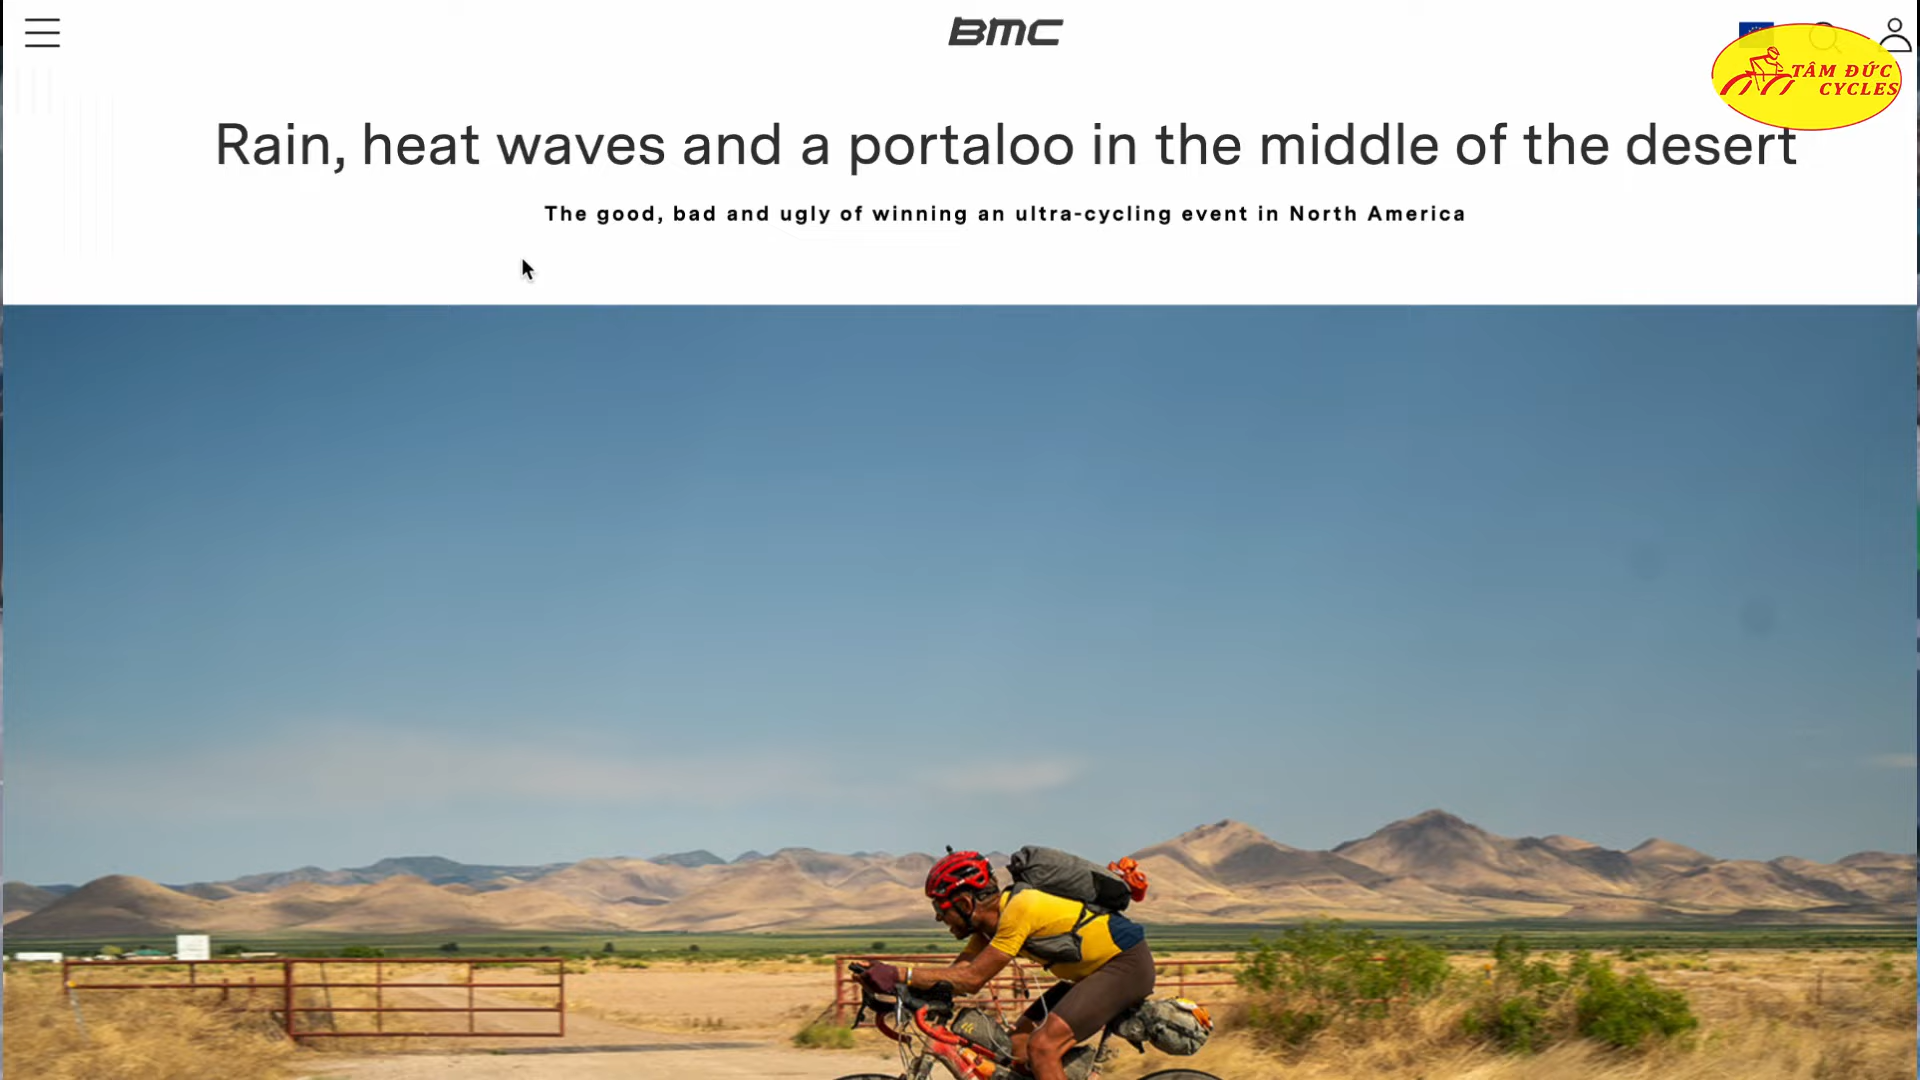 BMC
TÂM ĐỨC
CYCLES
Rain, heat waves and a portaloo in the middle of the desert
The good, bad and ugly of winning an ultra-cycling event in North America